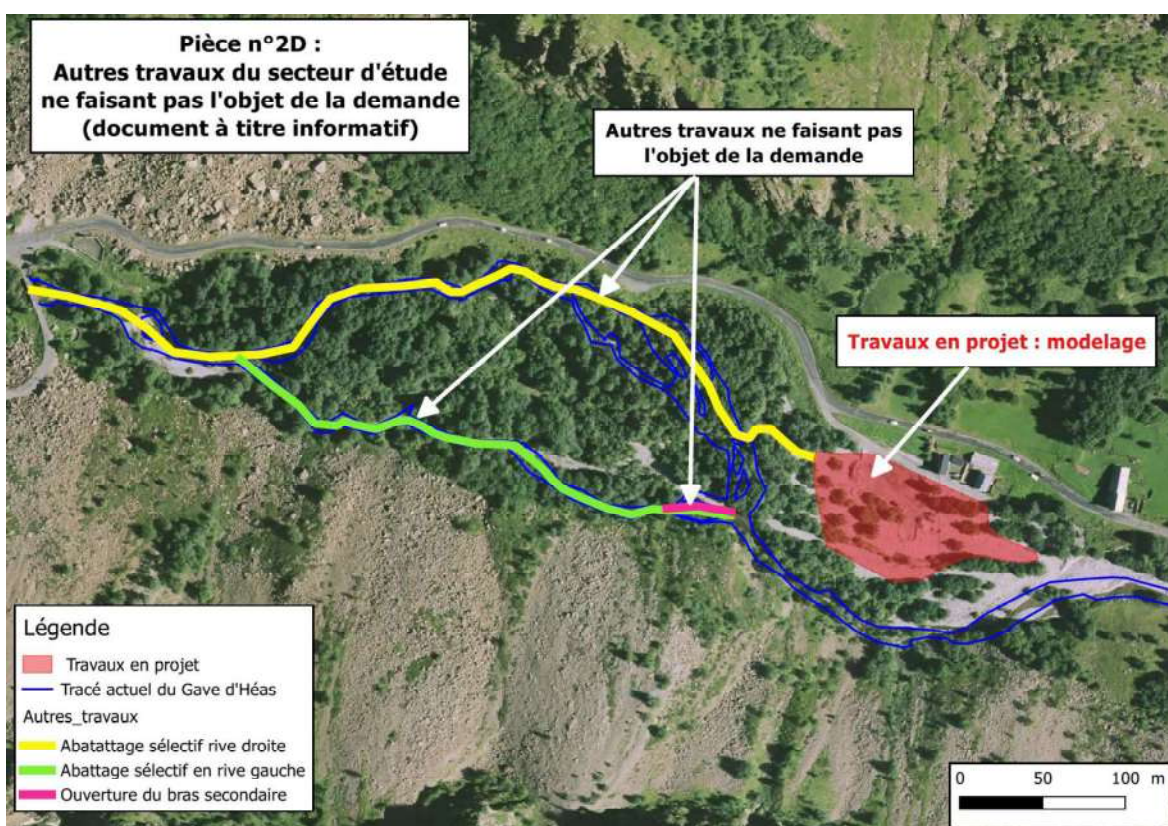 Pièce n°2D :
Autres travaux du secteur d'étude
ne faisant pas l'objet de la demande
(document à titre informatif)
Autres travaux ne faisant pas
l'objet de la demande
Travaux en projet : modelage
Légende
Travaux en projet
Tracé actuel du Gave d'Héas
Autres_travaux
Abatattage sélectif rive droite
Abattage sélectif en rive gauche
Ouverture du bras secondaire
0 50 100 m